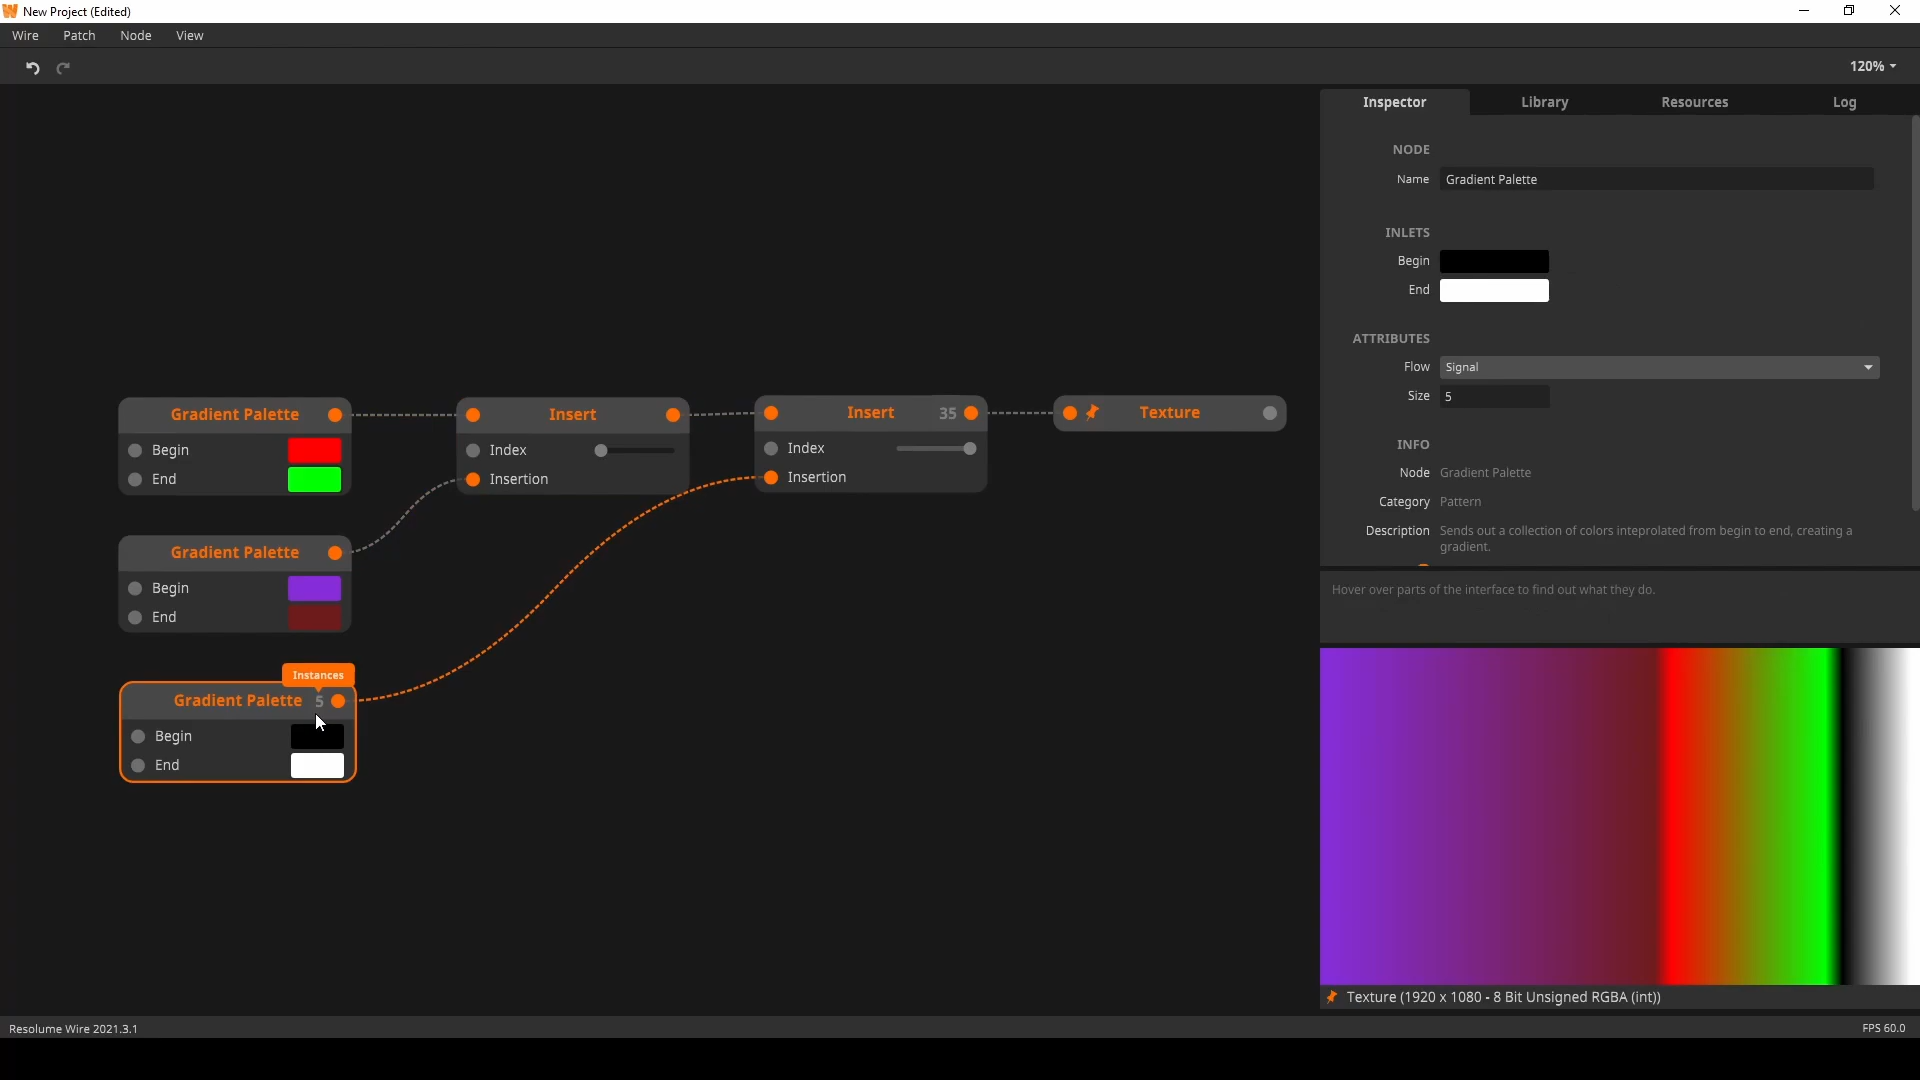 New Project (Edited)
Wire Patch Node View
120%
Inspector Library Resources Log
NODE
Name Gradient Palette
INLETS
Begin
End
ATTRIBUTES
Flow Signal
Size 5
INFO
Node Gradient Palette
Category Pattern
Description Sends out a collection of colors inteprolated from begin to end, creating a
gradient.
Hover over parts of the interface to find out what they do.
Gradient Palette
Begin
End
Insert
Index
Insertion
Insert 35
Index
Insertion
Texture
Gradient Palette
Begin
End
Instances
Gradient Palette 5
Begin
End
Texture (1920 x 1080 - 8 Bit Unsigned RGBA (int))
Resolume Wire 2021.3.1
FPS 60.0